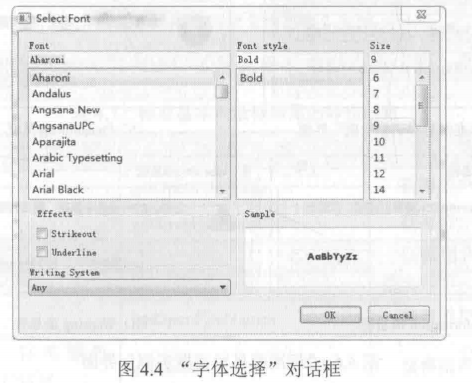 Select Font
Font
Font style
Size
Aharoni
Bold
9
Aharoni
Andalus
Angsana New
AngsanaUPC
Aparajita
Arabic Typesetting
Arial
Arial Black
Bold
6
7
8
9
10
11
12
14
Effects
Strikeout
Underline
Sample
AaBbYyZz
Writing System
Any
OK
Cancel
图 4.4 “字体选择”对话框